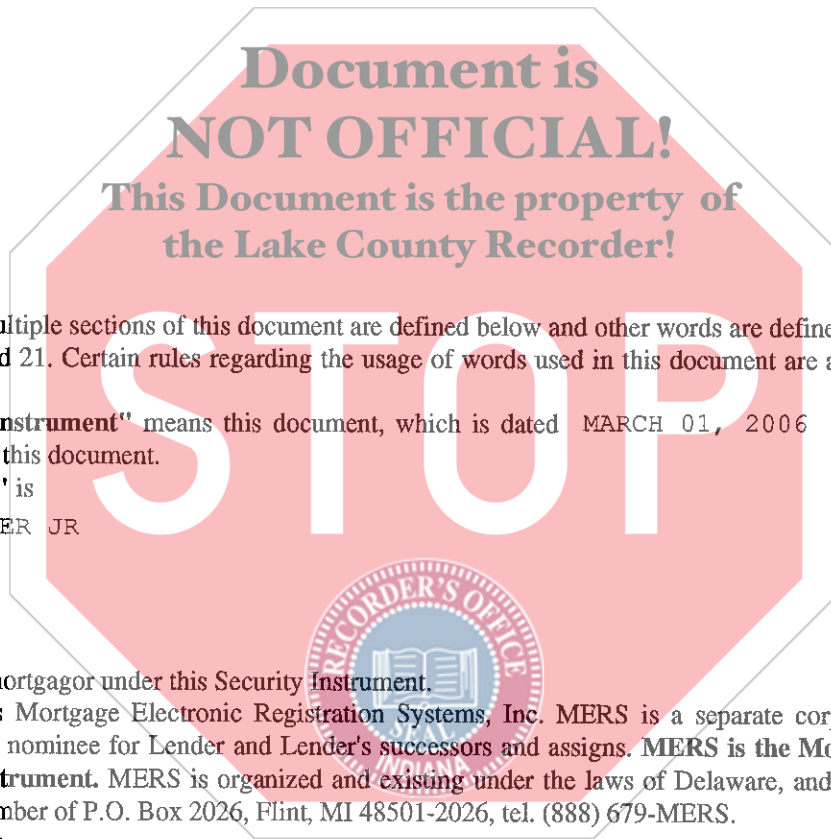 Document is
NOT OFFICIAL!
This Document is the property of
the Lake County Recorder!
ultiple sections of this document are defined below and other words are define
d 21. Certain rules regarding the usage of words used in this document are a
nstrument" means this document, which is dated MARCH 01, 2006
this document.
" is
ER JR
STOP
RECORDER'S OFFICE
SEAL
INDIANA
ortgagor under this Security Instrument.
s Mortgage Electronic Registration Systems, Inc. MERS is a separate cor
nominee for Lender and Lender's successors and assigns. MERS is the Mo
trument. MERS is organized and existing under the laws of Delaware, and
mber of P.O. Box 2026, Flint, MI 48501-2026, tel. (888) 679-MERS.